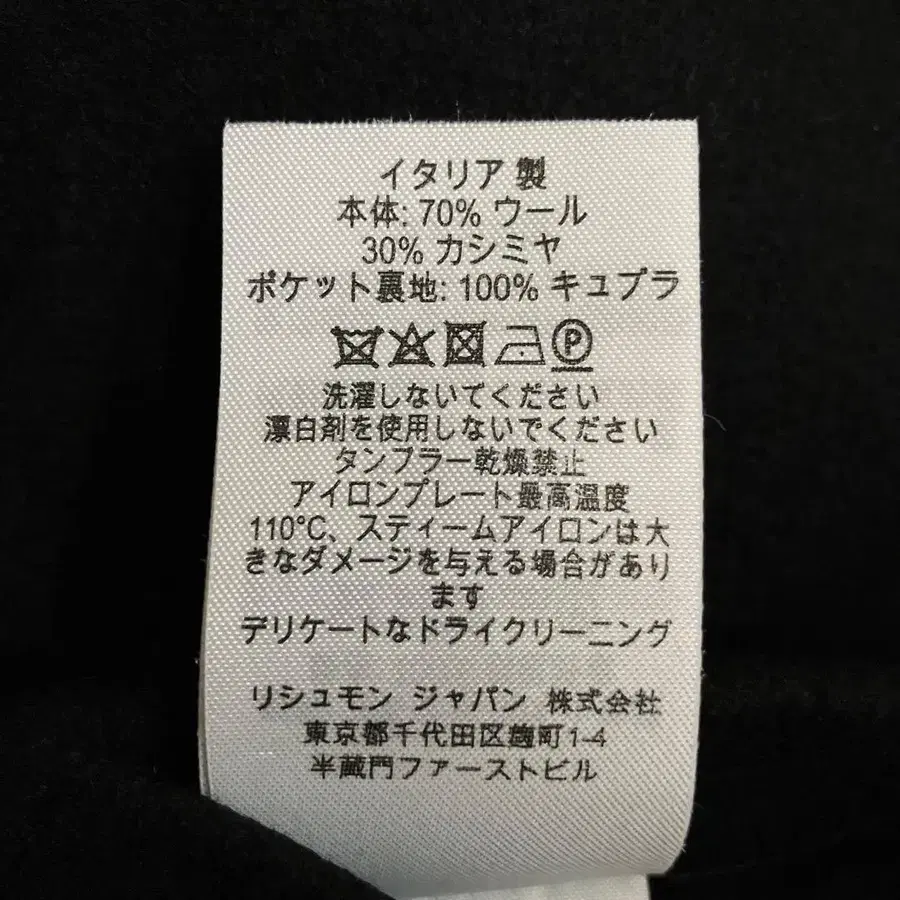 イタリア 製
本体: 70% ウール
30% カシミヤ
ポケット裏地: 100% キュプラ
P
洗濯しないてください
漂白剤を使用しないでください
タンブラー乾燥禁止
アイロンプレート最高温度
110°C、スティームアイロンは大
きなダメージを与える場合があり
ます
デリケートなドライクリーニング
リシュモン ジャパン 株式会社
東京都千代田区麹町1-4
半蔵門ファーストビル